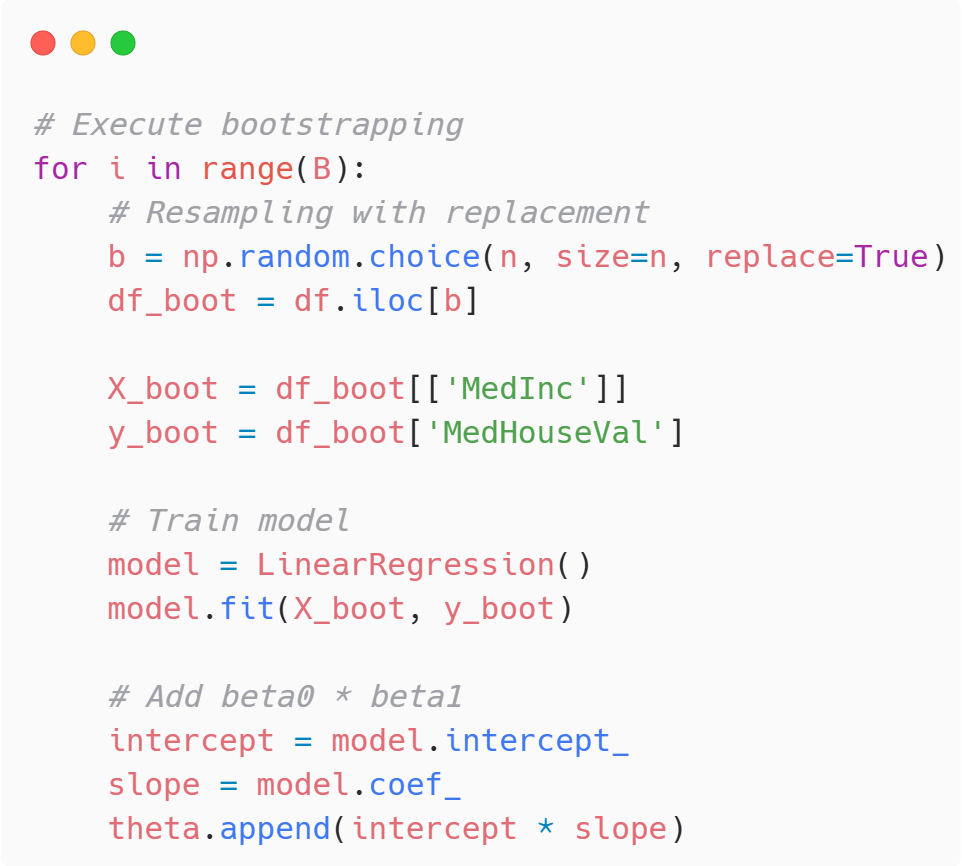 # Execute bootstrapping
for i in range(B):
    # Resampling with replacement
    b = np.random.choice(n, size=n, replace=True)
    df_boot = df.iloc[b]

    X_boot = df_boot[['MedInc']]
    y_boot = df_boot['MedHouseVal']

    # Train model
    model = LinearRegression()
    model.fit(X_boot, y_boot)

    # Add beta0 * beta1
    intercept = model.intercept_
    slope = model.coef_
    theta.append(intercept * slope)